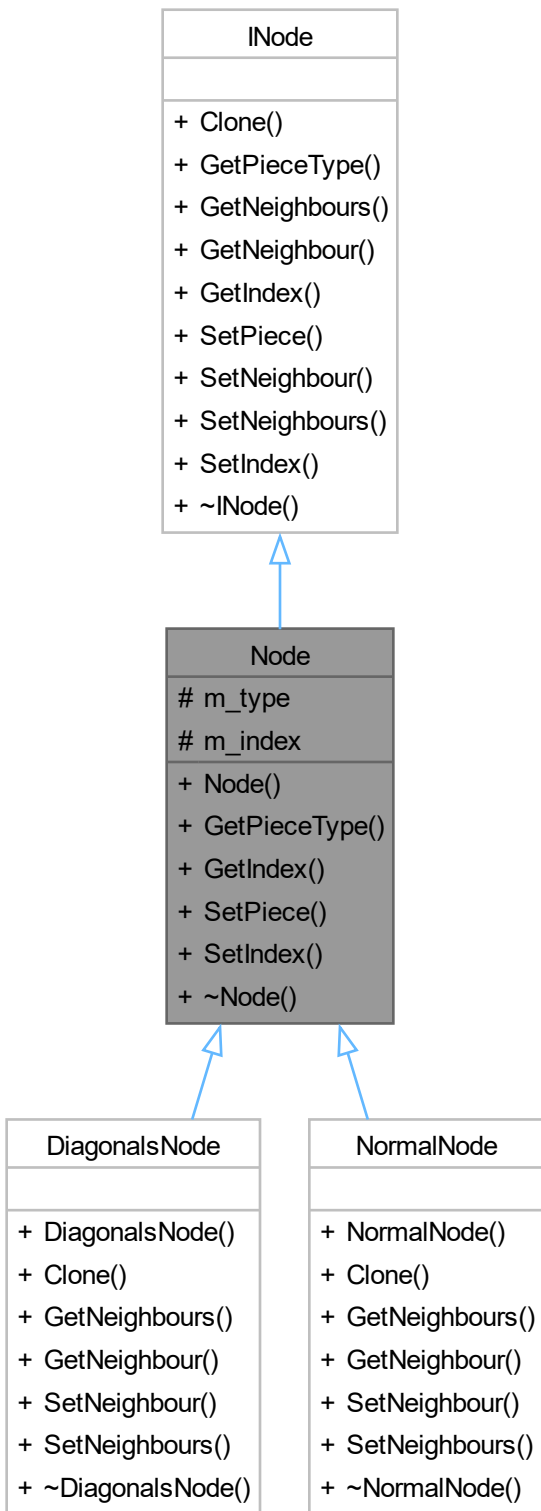 INode
+ Clone()
+ GetPieceType()
+ GetNeighbours()
+ GetNeighbour()
+ GetIndex()
+ SetPiece()
+ SetNeighbour()
+ SetNeighbours()
+ SetIndex()
+ ~INode()
Node
# m_type
# m_index
+ Node()
+ GetPieceType()
+ GetIndex()
+ SetPiece()
+ SetIndex()
+ ~Node()
DiagonalsNode
+ DiagonalsNode()
+ Clone()
+ GetNeighbours()
+ GetNeighbour()
+ SetNeighbour()
+ SetNeighbours()
+ ~DiagonalsNode()
NormalNode
+ NormalNode()
+ Clone()
+ GetNeighbours()
+ GetNeighbour()
+ SetNeighbour()
+ SetNeighbours()
+ ~NormalNode()